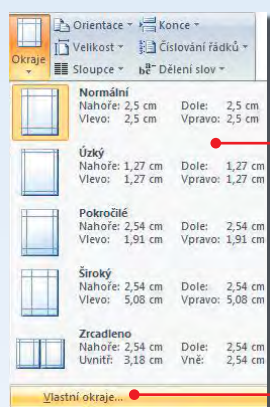 Okraje
Orientace
Konce
Velikost
Číslování řádků
Sloupce
Dělení slov
Normální
Nahoře: 2,5 cm Dole: 2,5 cm
Vlevo: 2,5 cm Vpravo: 2,5 cm
Úzký
Nahoře: 1,27 cm Dole: 1,27 cm
Vlevo: 1,27 cm Vpravo: 1,27 cm
Pokročilé
Nahoře: 2,54 cm Dole: 2,54 cm
Vlevo: 1,91 cm Vpravo: 1,91 cm
Široký
Nahoře: 2,54 cm Dole: 2,54 cm
Vlevo: 5,08 cm Vpravo: 5,08 cm
Zrcadleno
Nahoře: 2,54 cm Dole: 2,54 cm
Uvnitř: 3,18 cm Vně: 2,54 cm
Vlastní okraje...